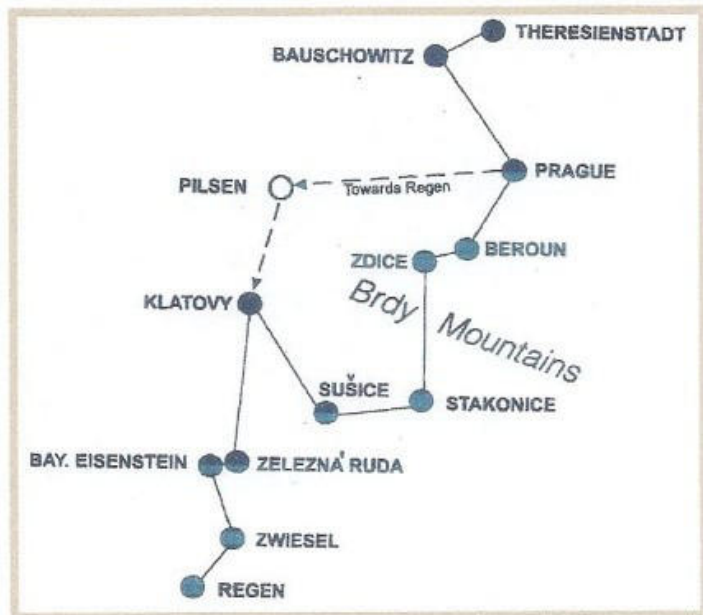 THERESIENSTADT
BAUSCHOWITZ
PRAGUE
PILSEN
Towards Regen
BEROUN
ZDICE
Brdy Mountains
KLATOVY
SUŠICE
STAKONICE
BAY. EISENSTEIN
ZELEZNÁ RUDA
ZWIESEL
REGEN